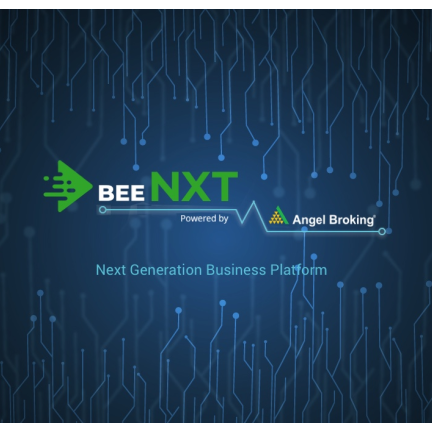 BEE NXT
Powered by
Angel Broking
Next Generation Business Platform